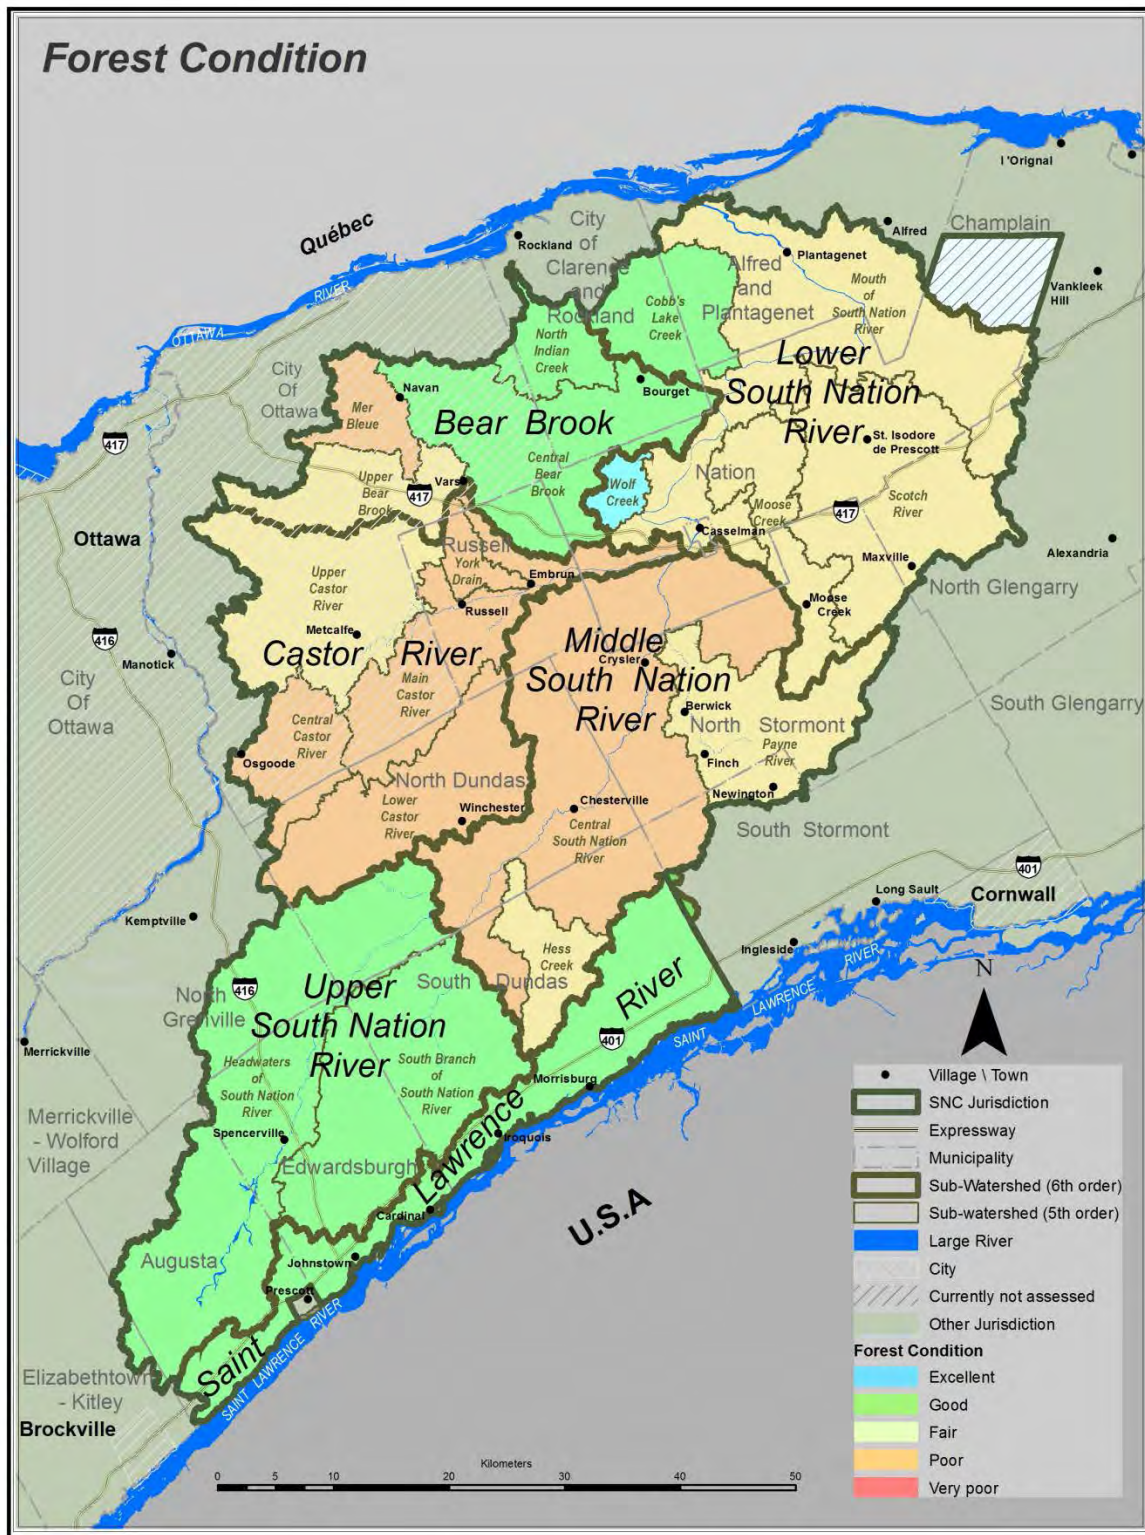 Forest Condition
l 'Orignal
Québec
Rockland
City
of
Clarence
and
Rockland
Alfred
Champlain
Plantagenet
Alfred
and
Plantagenet
Mouth
of
South Nation
River
Vankleek
Hill
OTTAWA
RIVER
Cobb's
Lake
Creek
North
Indian
Creek
Lower
South Nation
River
City
Of
Ottawa
Navan
Bourget
Mer
Bleue
Bear Brook
St. Isodore
de Prescott
417
Central
Bear
Brook
Nation
Wolf
Creek
Upper
Bear
Brook
Vars
417
Moose
Creek
Scotch
River
417
Casselman
Ottawa
Russell
York
Drain
Alexandria
Maxville
Embrun
North Glengarry
Upper
Castor
River
Russell
Moose
Creek
Metcalfe
416
Manotick
Castor River
Middle
South Nation
River
Crysler
City
Of
Ottawa
Main
Castor
River
South Glengarry
Central
Castor
River
Berwick
North Stormont
Payne
River
Osgoode
Finch
North Dundas
Newington
Lower
Castor
River
Winchester
Chesterville
Central
South Nation
River
South Stormont
401
Long Sault
Cornwall
Kemptville
Ingleside
Hess
Creek
SAINT LAWRENCE RIVER
South Dundas
416
North
Grenville
Upper
South Nation
River
River
401
N
Merrickville
Headwaters
of
South Nation
River
South Branch
of
South Nation
River
Morrisburg
Merrickville
- Wolford
Village
Spencerville
Iroquois
Lawrence
Edwardsburgh
Cardinal
U.S.A
Augusta
Johnstown
Prescott
Saint
SAINT LAWRENCE RIVER
Elizabethtown
- Kitley
Brockville
Village \ Town
SNC Jurisdiction
Expressway
Municipality
Sub-Watershed (6th order)
Sub-watershed (5th order)
Large River
City
Currently not assessed
Other Jurisdiction
Forest Condition
Excellent
Good
Fair
Poor
Very poor
Kilometers
0 5 10 20 30 40 50